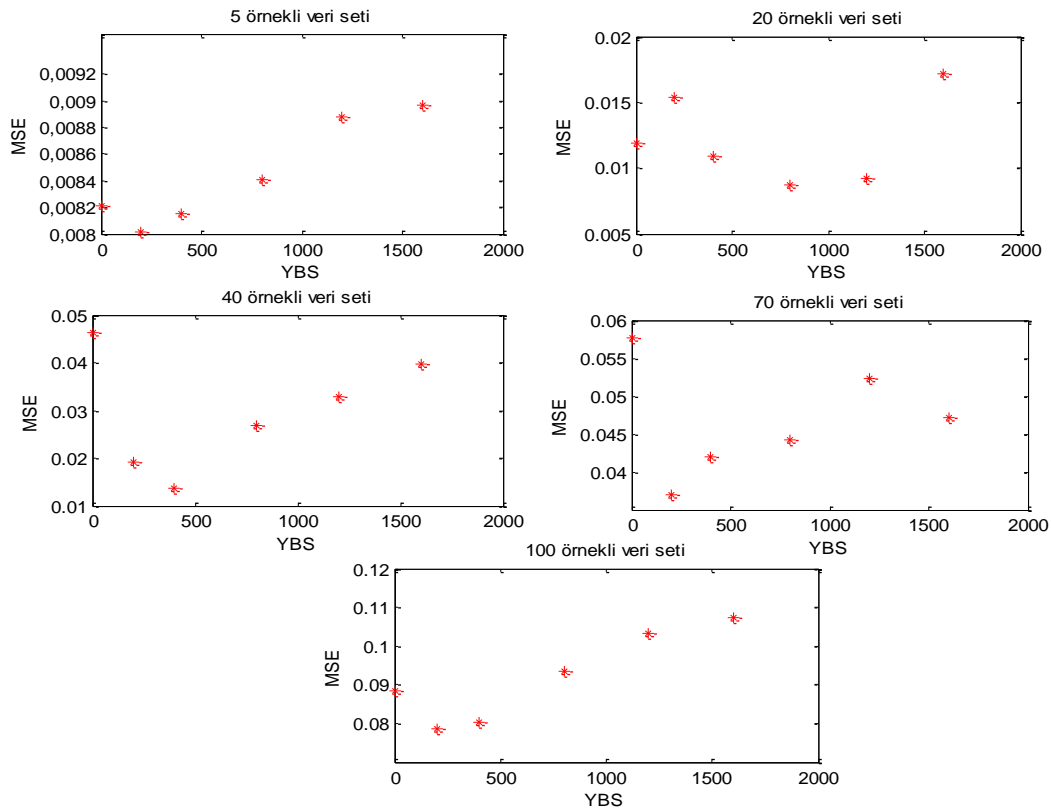 5 örnekli veri seti
0,0092
0,009
0,0088
0,0086
0,0084
0,0082
0,008
MSE
0 500 1000 1500 2000
YBS
20 örnekli veri seti
0.02
0.015
0.01
0.005
MSE
0 500 1000 1500 2000
YBS
40 örnekli veri seti
0.05
0.04
0.03
0.02
0.01
MSE
0 500 1000 1500 2000
YBS
70 örnekli veri seti
0.06
0.055
0.05
0.045
0.04
MSE
0 500 1000 1500 2000
YBS
100 örnekli veri seti
0.12
0.11
0.1
0.09
0.08
MSE
0 500 1000 1500 2000
YBS